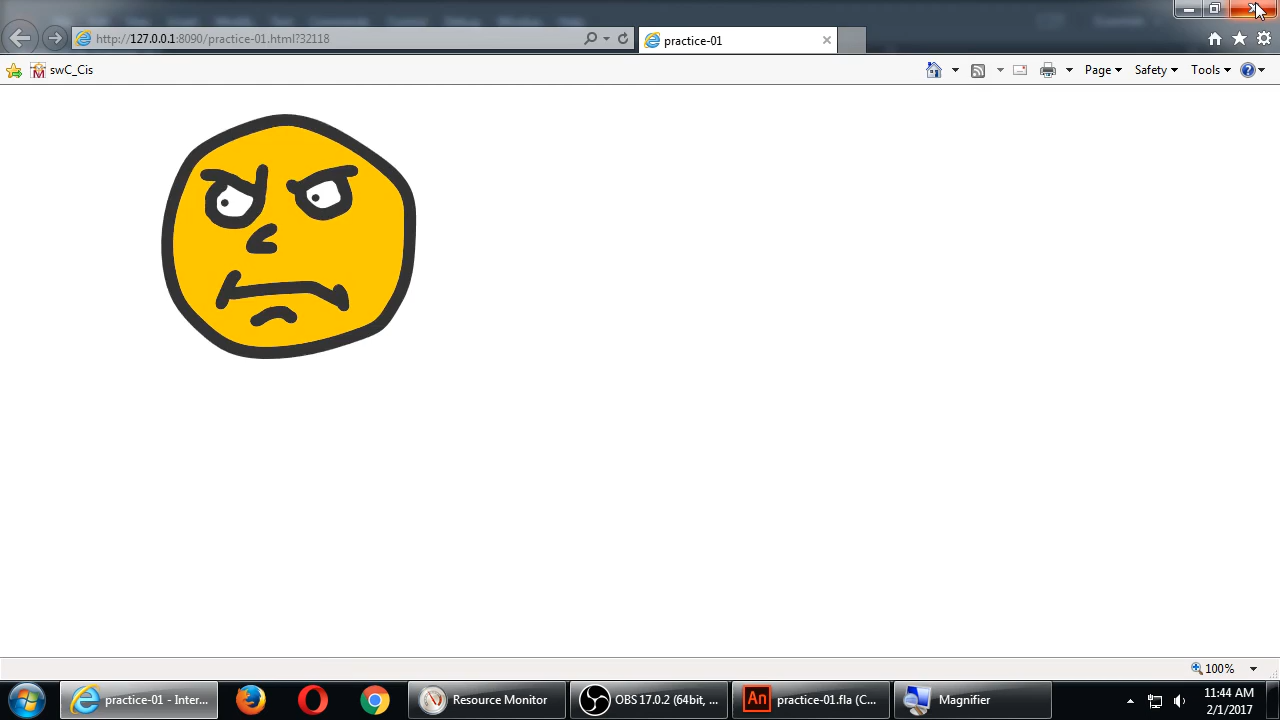 http://127.0.0.1:8090/practice-01.html?32118
practice-01
swC_Cis
Page
Safety
Tools
100%
practice-01 - Inter...
Resource Monitor
OBS 17.0.2 (64bit, ...
An
practice-01.fla (C...
Magnifier
11:44 AM
2/1/2017